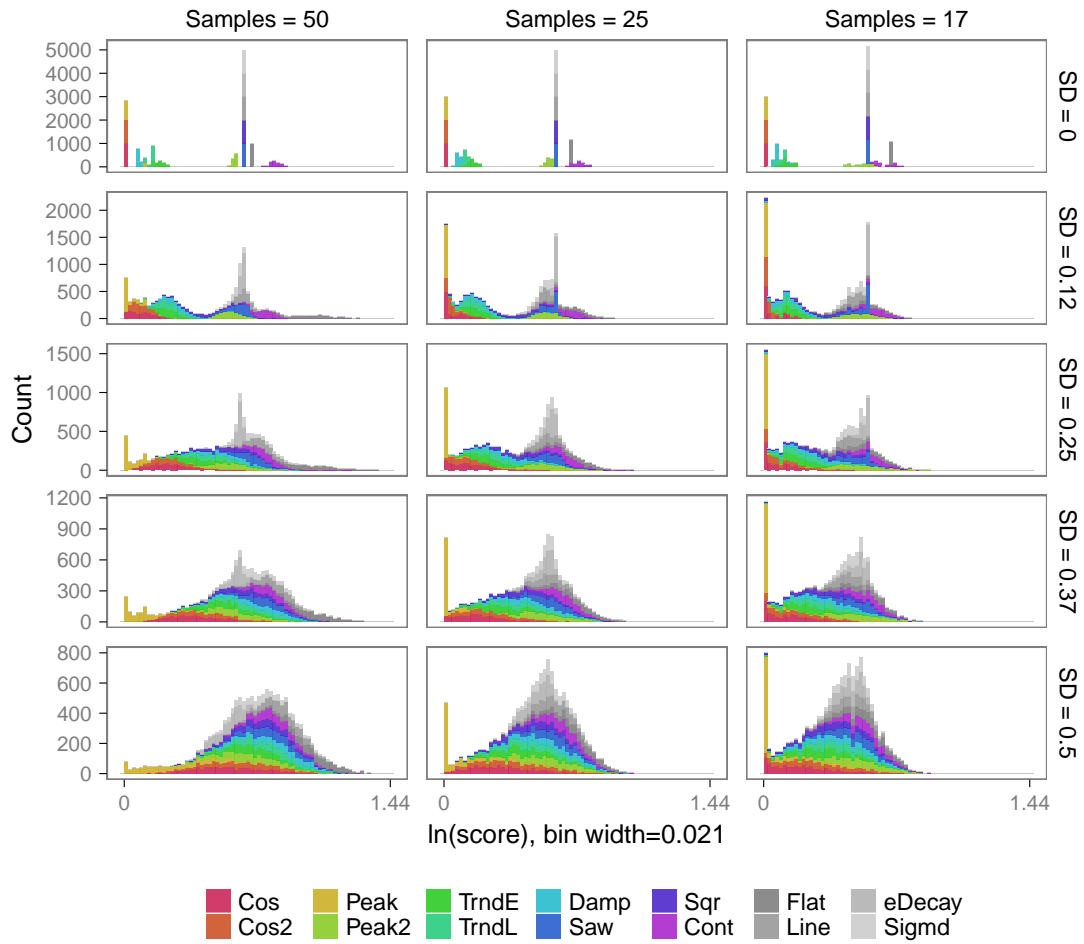 Samples = 50 Samples = 25 Samples = 17
5000
4000
3000
2000
1000
0
SD = 0
2000
1500
1000
500
0
SD = 0.12
1500
1000
500
0
SD = 0.25
1200
900
600
300
0
SD = 0.37
800
600
400
200
0
SD = 0.5
Count
0 1.44 0 1.44 0 1.44
ln(score), bin width=0.021
Cos Peak TrndE Damp Sqr Flat eDecay
Cos2 Peak2 TrndL Saw Cont Line Sigmd